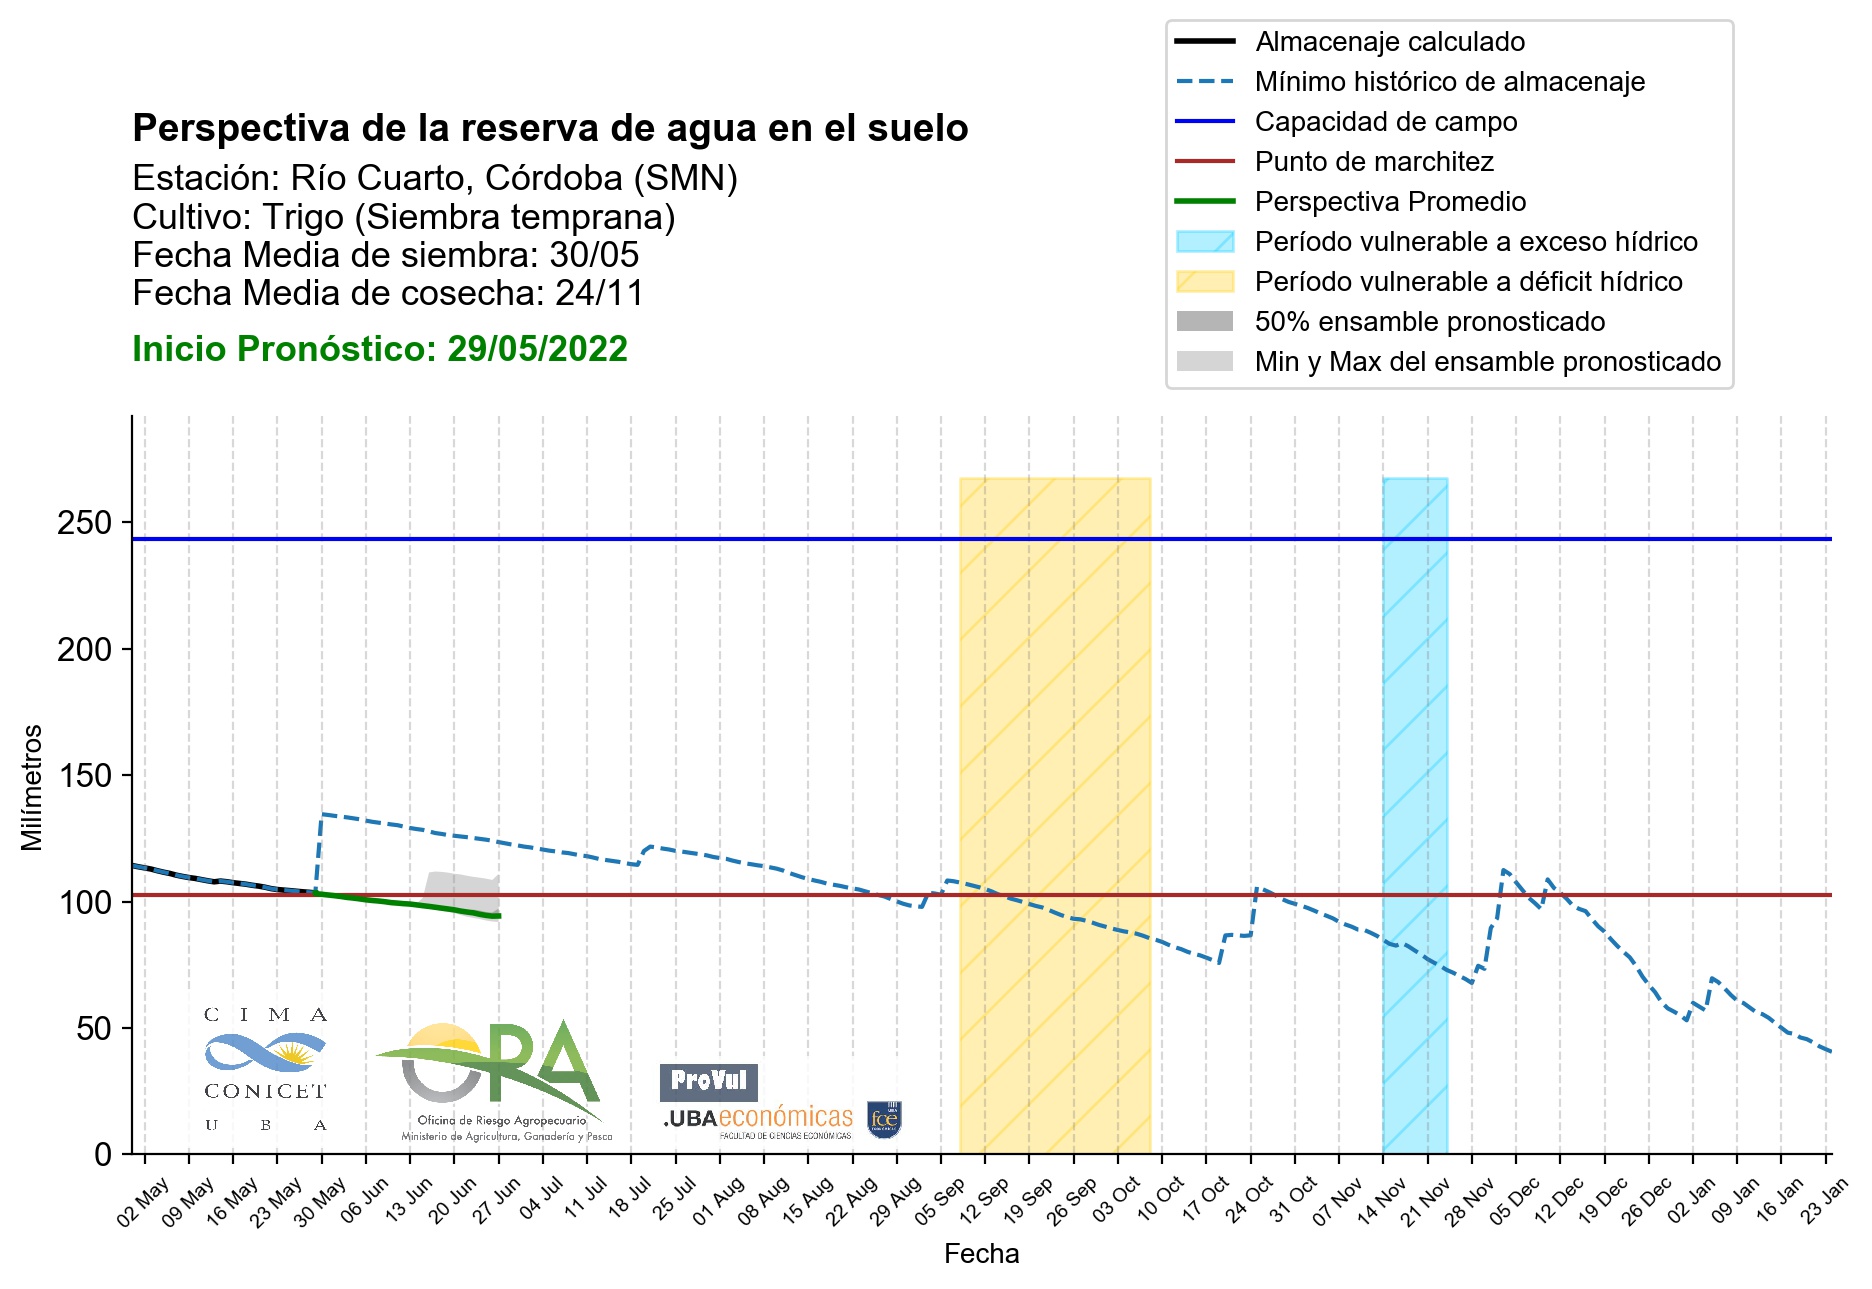 Almacenaje calculado
Mínimo histórico de almacenaje
Capacidad de campo
Punto de marchitez
Perspectiva Promedio
Período vulnerable a exceso hídrico
Período vulnerable a déficit hídrico
50% ensamble pronosticado
Min y Max del ensamble pronosticado
Perspectiva de la reserva de agua en el suelo
Estación: Río Cuarto, Córdoba (SMN)
Cultivo: Trigo (Siembra temprana)
Fecha Media de siembra: 30/05
Fecha Media de cosecha: 24/11
Inicio Pronóstico: 29/05/2022
Milímetros
250
200
150
100
50
0
C I M A
CONICET
U B A
ORA
Oficina de Riesgo Agropecuario
Ministerio de Agricultura, Ganadería y Pesca
ProVul
.UBAeconómicas
FACULTAD DE CIENCIAS ECONÓMICAS
UBA
fce
ECONÓMICAS
02 May
09 May
16 May
23 May
30 May
06 Jun
13 Jun
20 Jun
27 Jun
04 Jul
11 Jul
18 Jul
25 Jul
01 Aug
08 Aug
15 Aug
22 Aug
29 Aug
05 Sep
12 Sep
19 Sep
26 Sep
03 Oct
10 Oct
17 Oct
24 Oct
31 Oct
07 Nov
14 Nov
21 Nov
28 Nov
05 Dec
12 Dec
19 Dec
26 Dec
02 Jan
09 Jan
16 Jan
23 Jan
Fecha